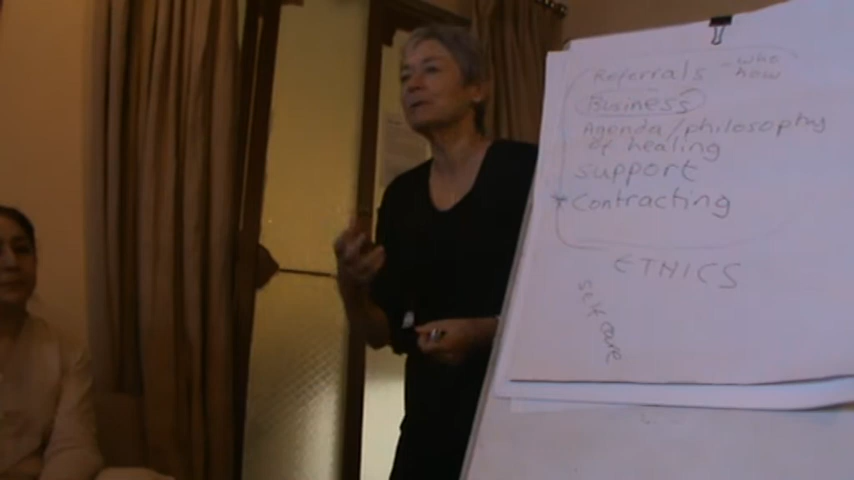 Referrals - who
how
Business
Agenda/philosophy
of healing
support
*Contracting
ETHICS
self care